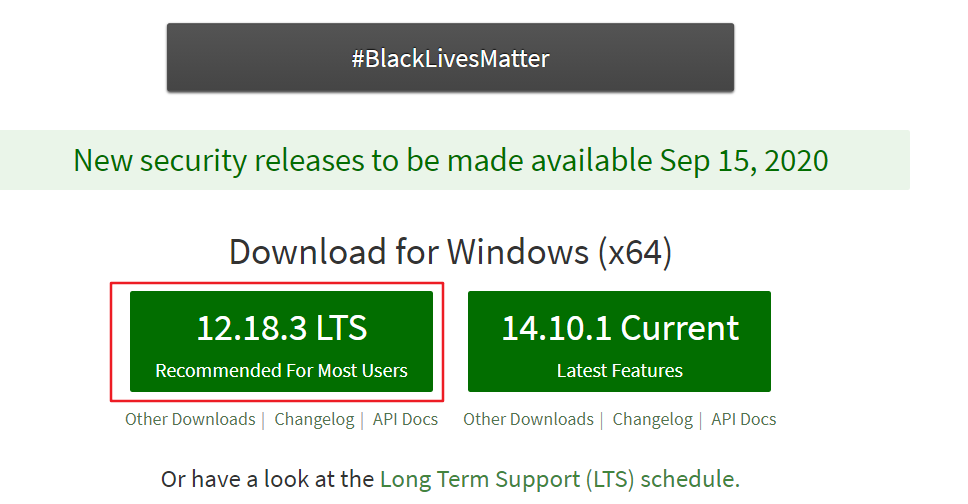 #BlackLivesMatter
New security releases to be made available Sep 15, 2020
Download for Windows (x64)
12.18.3 LTS
Recommended For Most Users
14.10.1 Current
Latest Features
Other Downloads | Changelog | API Docs
Other Downloads | Changelog | API Docs
Or have a look at the Long Term Support (LTS) schedule.